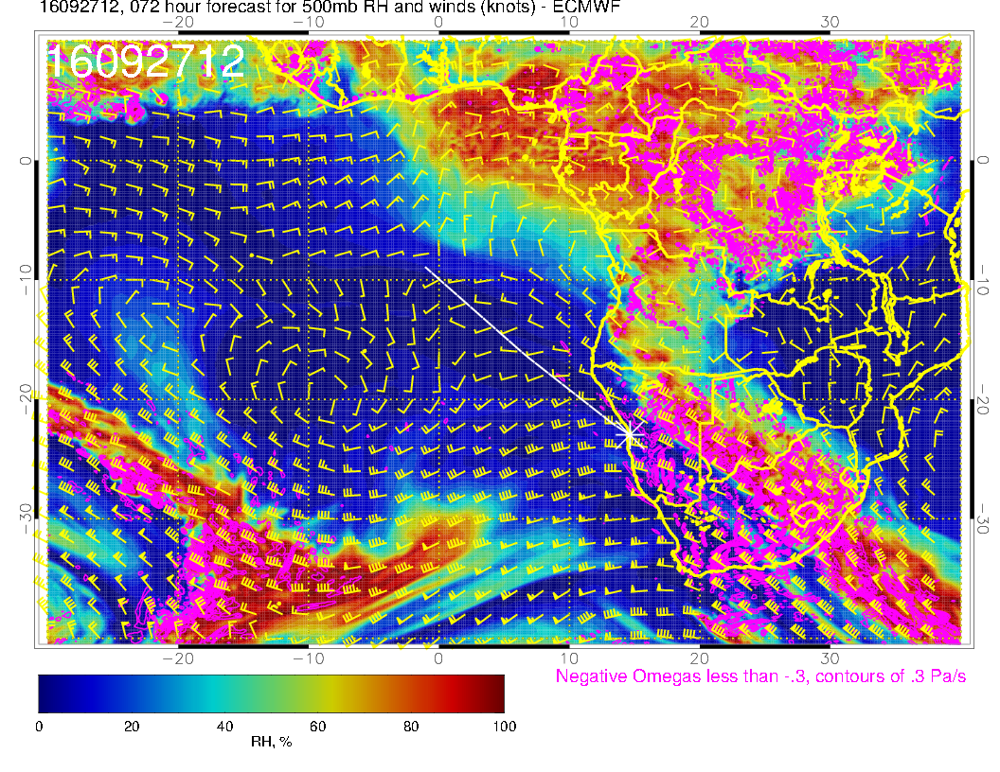 16092712, 072 hour forecast for 500mb RH and winds (knots) - ECMWF
-20 -10 0 10 20 30
16092712
0 0
-10 -10
-20 -20
-30 -30
-20 -10 0 10 20 30
Negative Omegas less than -.3, contours of .3 Pa/s
0 20 40 60 80 100
RH, %